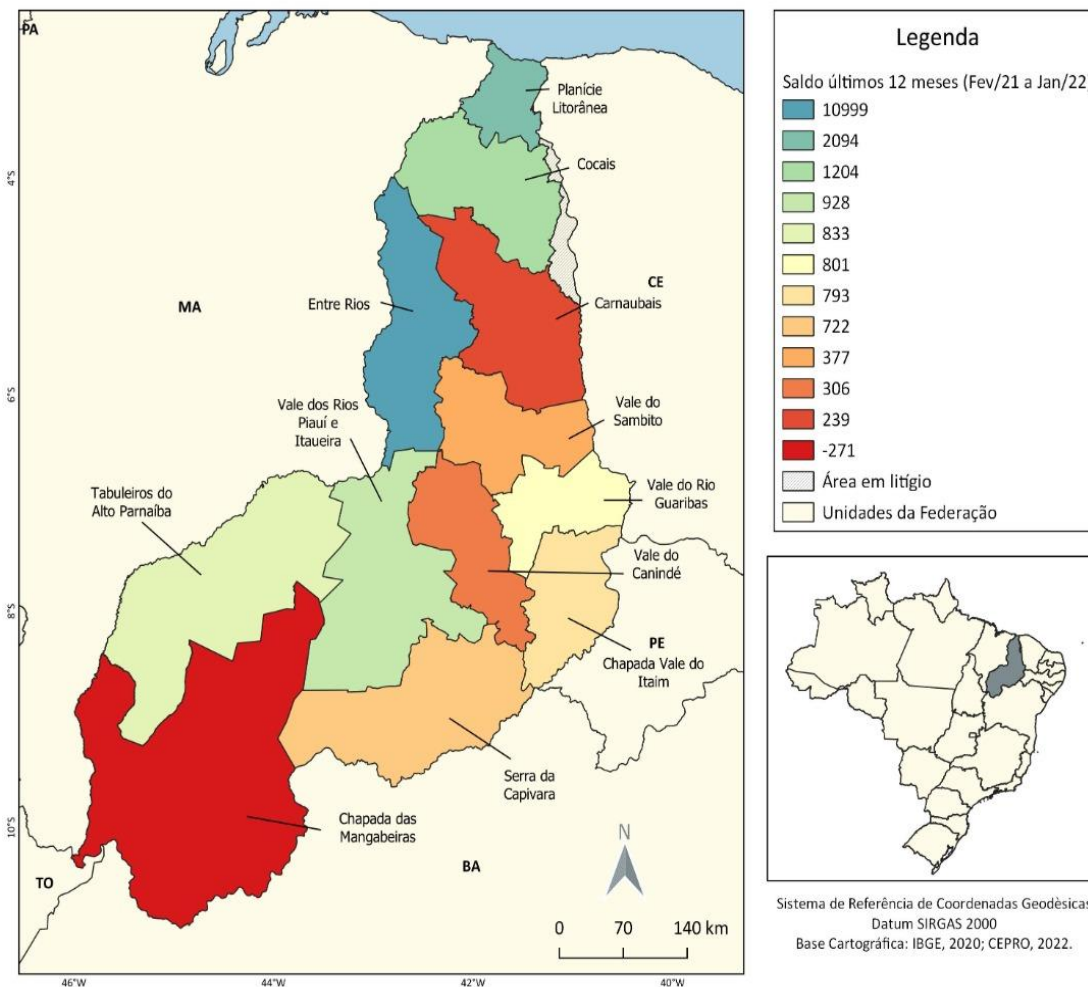 PA
Planície
Litorânea
Cocais
4°S
CE
MA
Entre Rios
Carnaubais
6°S
Vale dos Rios
Piauí e
Itaueira
Vale do
Sambito
Tabuleiros do
Alto Parnaíba
Vale do Rio
Guaribas
Vale do
Canindé
8°S
PE
Chapada Vale do
Itaim
Serra da
Capivara
Chapada das
Mangabeiras
10°S
TO
BA
N
0 70 140 km
46°W 44°W 42°W 40°W
Legenda
Saldo últimos 12 meses (Fev/21 a Jan/22)
10999
2094
1204
928
833
801
793
722
377
306
239
-271
Área em litígio
Unidades da Federação
Sistema de Referência de Coordenadas Geodèsicas
Datum SIRGAS 2000
Base Cartográfica: IBGE, 2020; CEPRO, 2022.